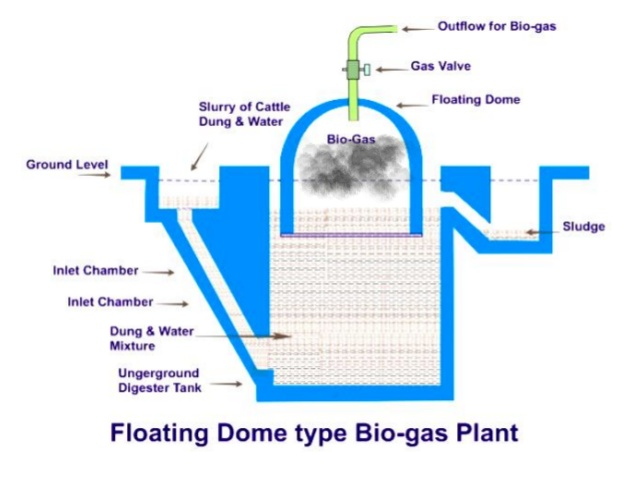 Outflow for Bio-gas
Gas Valve
Floating Dome
Slurry of Cattle
Dung & Water
Bio-Gas
Ground Level
Sludge
Inlet Chamber
Inlet Chamber
Dung & Water
Mixture
Ungerground
Digester Tank
Floating Dome type Bio-gas Plant